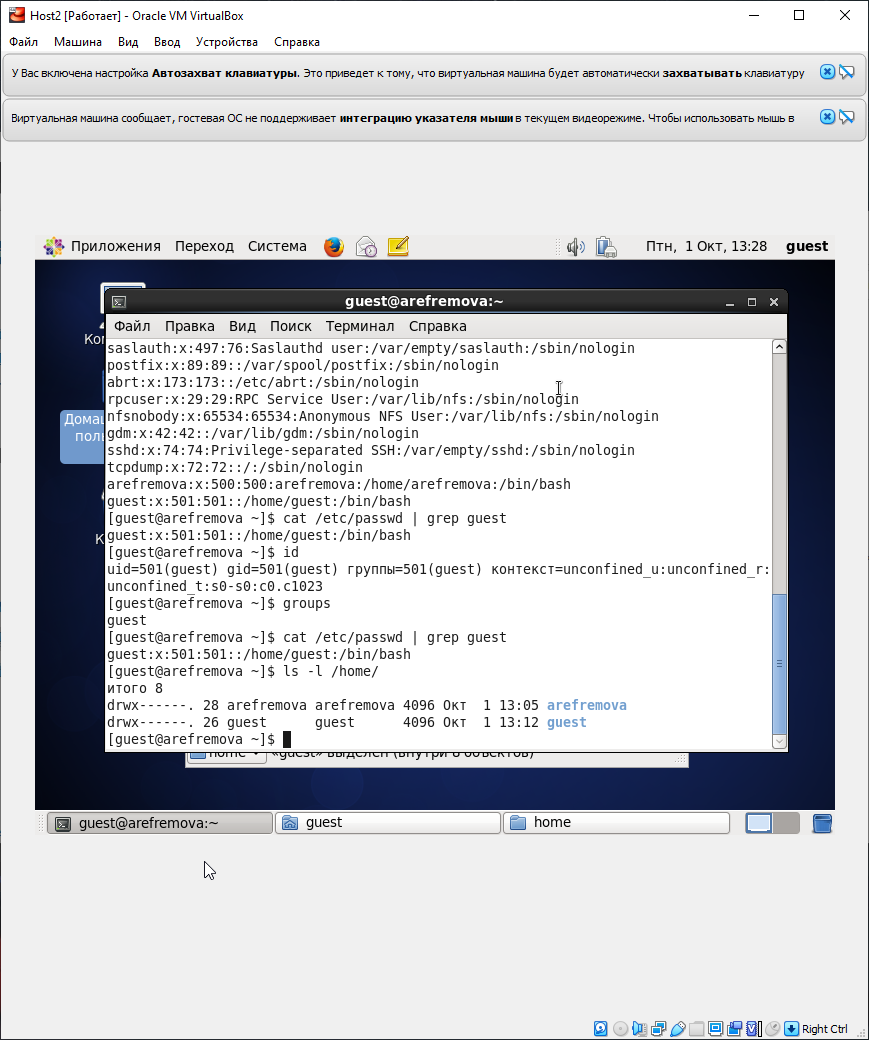 Host2 [Работает] - Oracle VM VirtualBox
Файл Машина Вид Ввод Устройства Справка
У Вас включена настройка Автозахват клавиатуры. Это приведет к тому, что виртуальная машина будет автоматически захватывать клавиатуру
Виртуальная машина сообщает, гостевая ОС не поддерживает интеграцию указателя мыши в текущем видеорежиме. Чтобы использовать мышь в
Приложения Переход Система Птн, 1 Окт, 13:28 guest
guest@arefremova:~
Файл Правка Вид Поиск Терминал Справка
saslauth:x:497:76:Saslauthd user:/var/empty/saslauth:/sbin/nologin
postfix:x:89:89::/var/spool/postfix:/sbin/nologin
abrt:x:173:173::/etc/abrt:/sbin/nologin
rpcuser:x:29:29:RPC Service User:/var/lib/nfs:/sbin/nologin
nfsnobody:x:65534:65534:Anonymous NFS User:/var/lib/nfs:/sbin/nologin
gdm:x:42:42::/var/lib/gdm:/sbin/nologin
sshd:x:74:74:Privilege-separated SSH:/var/empty/sshd:/sbin/nologin
tcpdump:x:72:72::/:/sbin/nologin
arefremova:x:500:500:arefremova:/home/arefremova:/bin/bash
guest:x:501:501::/home/guest:/bin/bash
[guest@arefremova ~]$ cat /etc/passwd | grep guest
guest:x:501:501::/home/guest:/bin/bash
[guest@arefremova ~]$ id
uid=501(guest) gid=501(guest) группы=501(guest) контекст=unconfined_u:unconfined_r:
unconfined_t:s0-s0:c0.c1023
[guest@arefremova ~]$ groups
guest
[guest@arefremova ~]$ cat /etc/passwd | grep guest
guest:x:501:501::/home/guest:/bin/bash
[guest@arefremova ~]$ ls -l /home/
итого 8
drwx------. 28 arefremova arefremova 4096 Окт 1 13:05 arefremova
drwx------. 26 guest guest 4096 Окт 1 13:12 guest
[guest@arefremova ~]$
home «guest» выделен (внутри 8 объектов)
guest@arefremova:~ guest home
Right Ctrl